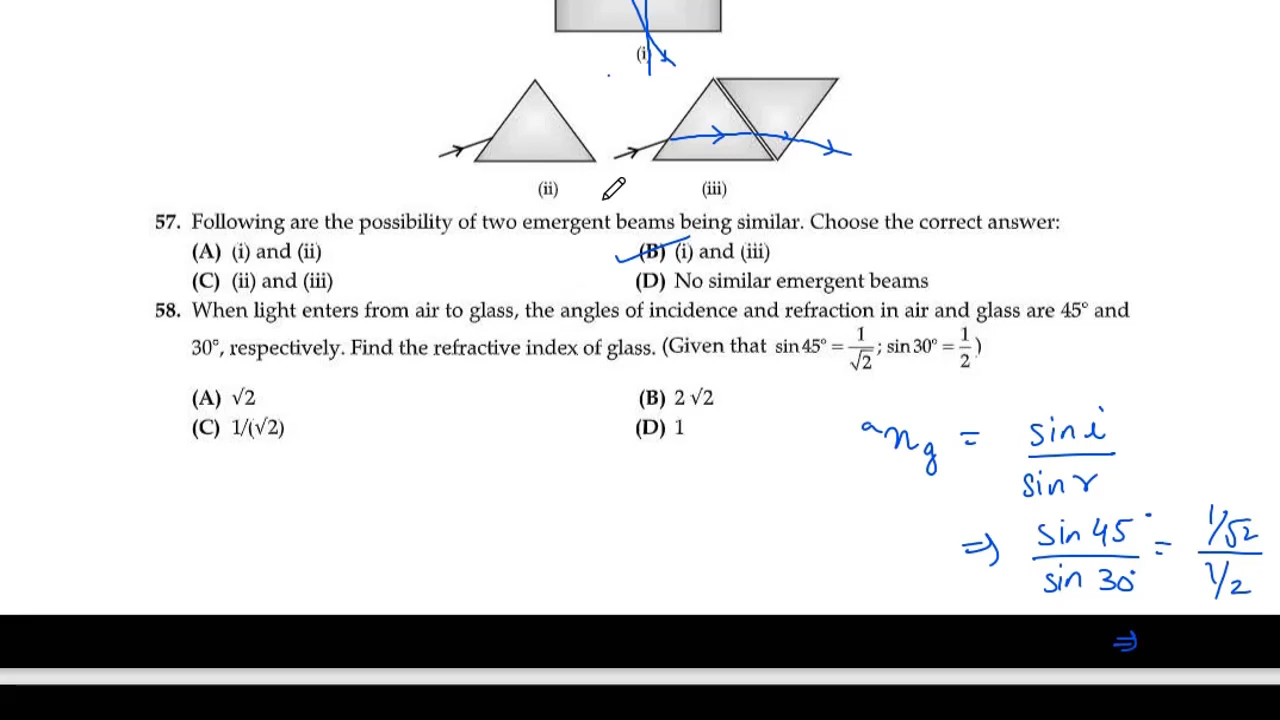 (i)
(ii) (iii)
57. Following are the possibility of two emergent beams being similar. Choose the correct answer:
(A) (i) and (ii) (B) (i) and (iii)
(C) (ii) and (iii) (D) No similar emergent beams
58. When light enters from air to glass, the angles of incidence and refraction in air and glass are 45° and
30°, respectively. Find the refractive index of glass. (Given that sin 45° = 1/√2 ; sin 30° = 1/2)
(A) √2 (B) 2 √2
(C) 1/(√2) (D) 1
ᵃn_g = sin i / sin r
⇒ sin 45° / sin 30° = 1/√2 / 1/2
⇒